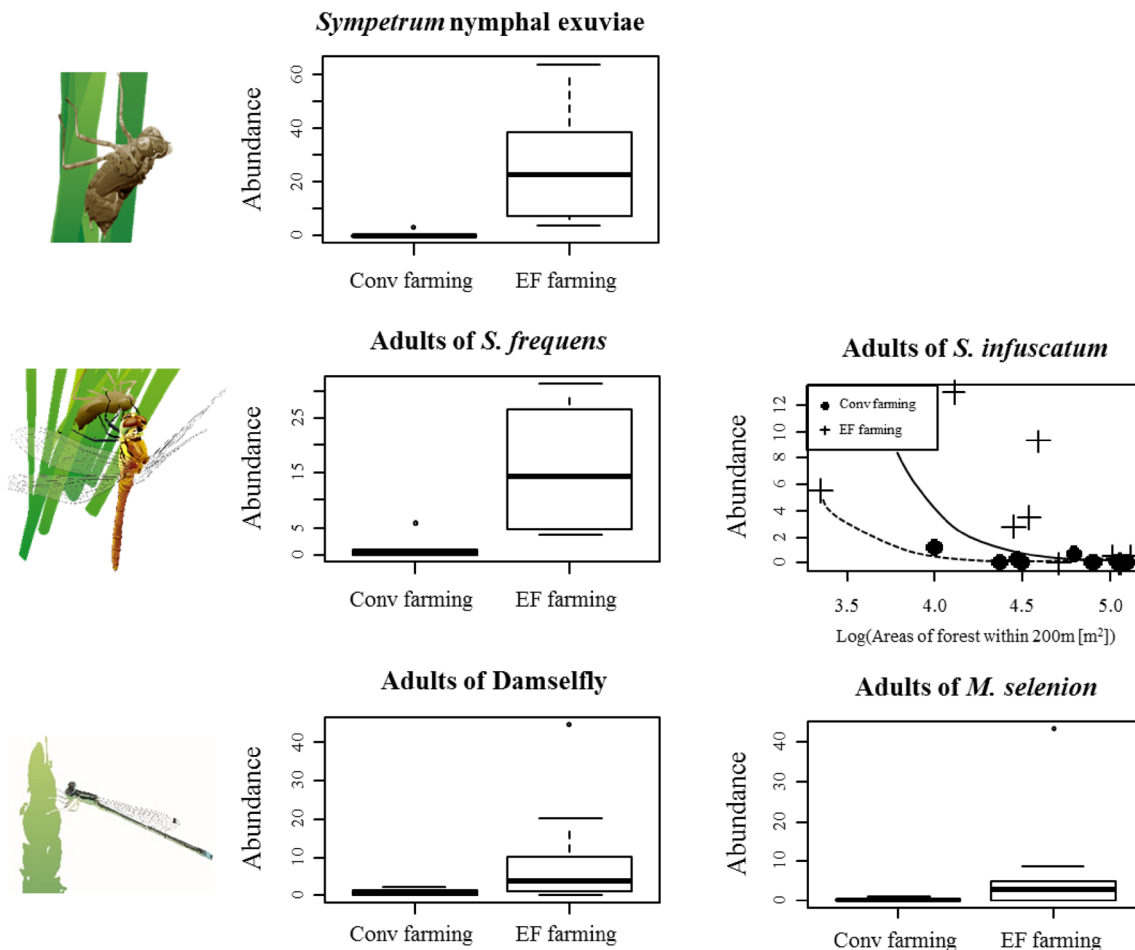 Sympetrum nymphal exuviae
Abundance
60
40
20
0
Conv farming
EF farming
Adults of S. frequens
Abundance
25
15
5
0
Conv farming
EF farming
Adults of S. infuscatum
Abundance
12
10
8
6
4
2
0
Conv farming
EF farming
3.5
4.0
4.5
5.0
Log(Areas of forest within 200m [m²])
Adults of Damselfly
Abundance
40
30
20
10
0
Conv farming
EF farming
Adults of M. selenion
Abundance
40
30
20
10
0
Conv farming
EF farming